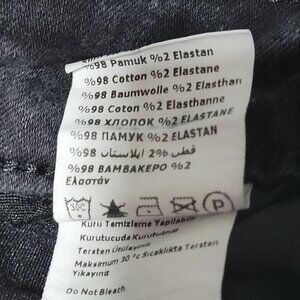 %98 Pamuk %2 Elastan
%98 Cotton %2 Elastane
%98 Baumwolle %2 Elasthan
%98 Coton %2 Elasthanne
%98 ХЛОПОК %2 ELASTANE
%98 ПАМУК %2 ELASTAN
98% قطن 2% ايلاستان
%98 ΒΑΜΒΑΚΕΡΟ %2
Ελαστάν
30C P
Kuru Temizleme Yapılabilir
Kurutucuda Kurutulmaz
Tersten Ütüleyiniz
Maksimum 30 °c Sıcaklıkta Tersten
Yıkayınız
Do Not Bleach